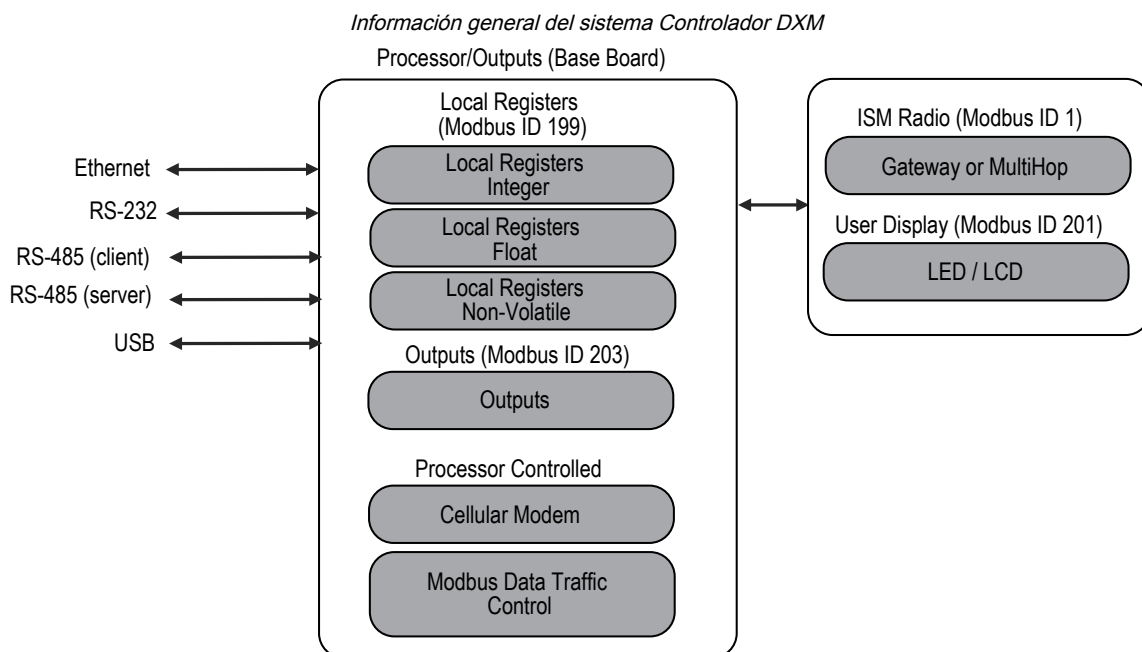 Información general del sistema Controlador DXM
Processor/Outputs (Base Board)
Local Registers
(Modbus ID 199)
Local Registers
Integer
Local Registers
Float
Local Registers
Non-Volatile
Outputs (Modbus ID 203)
Outputs
Processor Controlled
Cellular Modem
Modbus Data Traffic
Control
Ethernet
RS-232
RS-485 (client)
RS-485 (server)
USB
ISM Radio (Modbus ID 1)
Gateway or MultiHop
User Display (Modbus ID 201)
LED / LCD